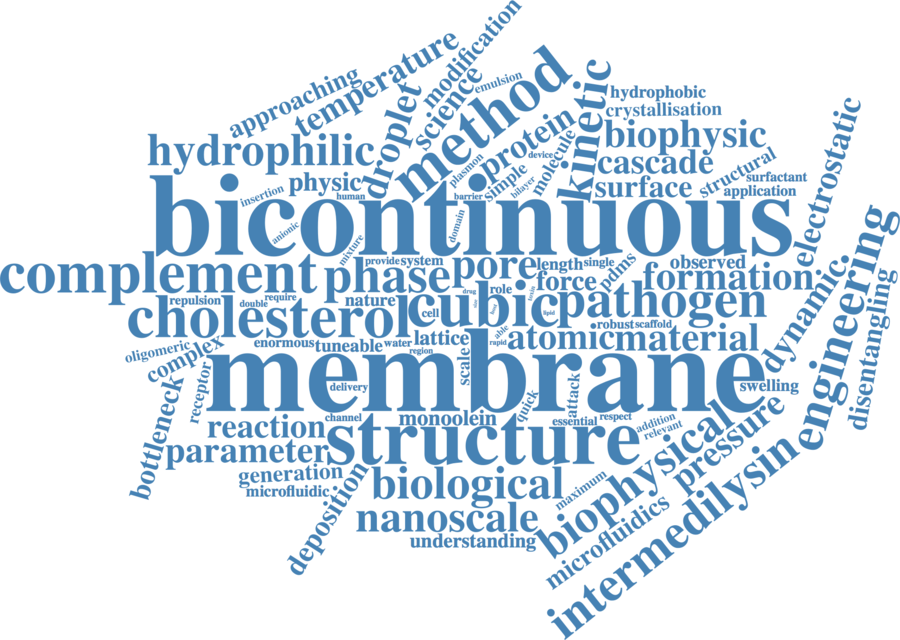 modification
temperature
science
emulsion
method
approaching
droplet
kinetic
hydrophobic
crystallisation
hydrophilic
protein
biophysic
physic
plasmon
device
simple
molecule
cascade
structural
surfactant
electrostatic
insertion
human
barrier
bilayer
surface
application
bicontinuous
anionic
mixture
domain
engineering
complement
phase
provide
system
pore
length
single
pdms
observed
force
formation
dynamic
disentangling
repulsion
double
require
nature
drug
role
cholesterol
cell
cubic
lipid
pathogen
enormous
tuneable
water
lattice
able
rapid
robust
scaffold
atomic
material
oligomeric
complex
region
scale
membrane
swelling
receptor
bottleneck
delivery
quick
attack
channel
monoolein
essential
respect
addition
relevant
reaction
structure
parameter
biophysical
pressure
generation
microfluidic
deposition
biological
maximum
intermedilysin
nanoscale
microfluidics
understanding